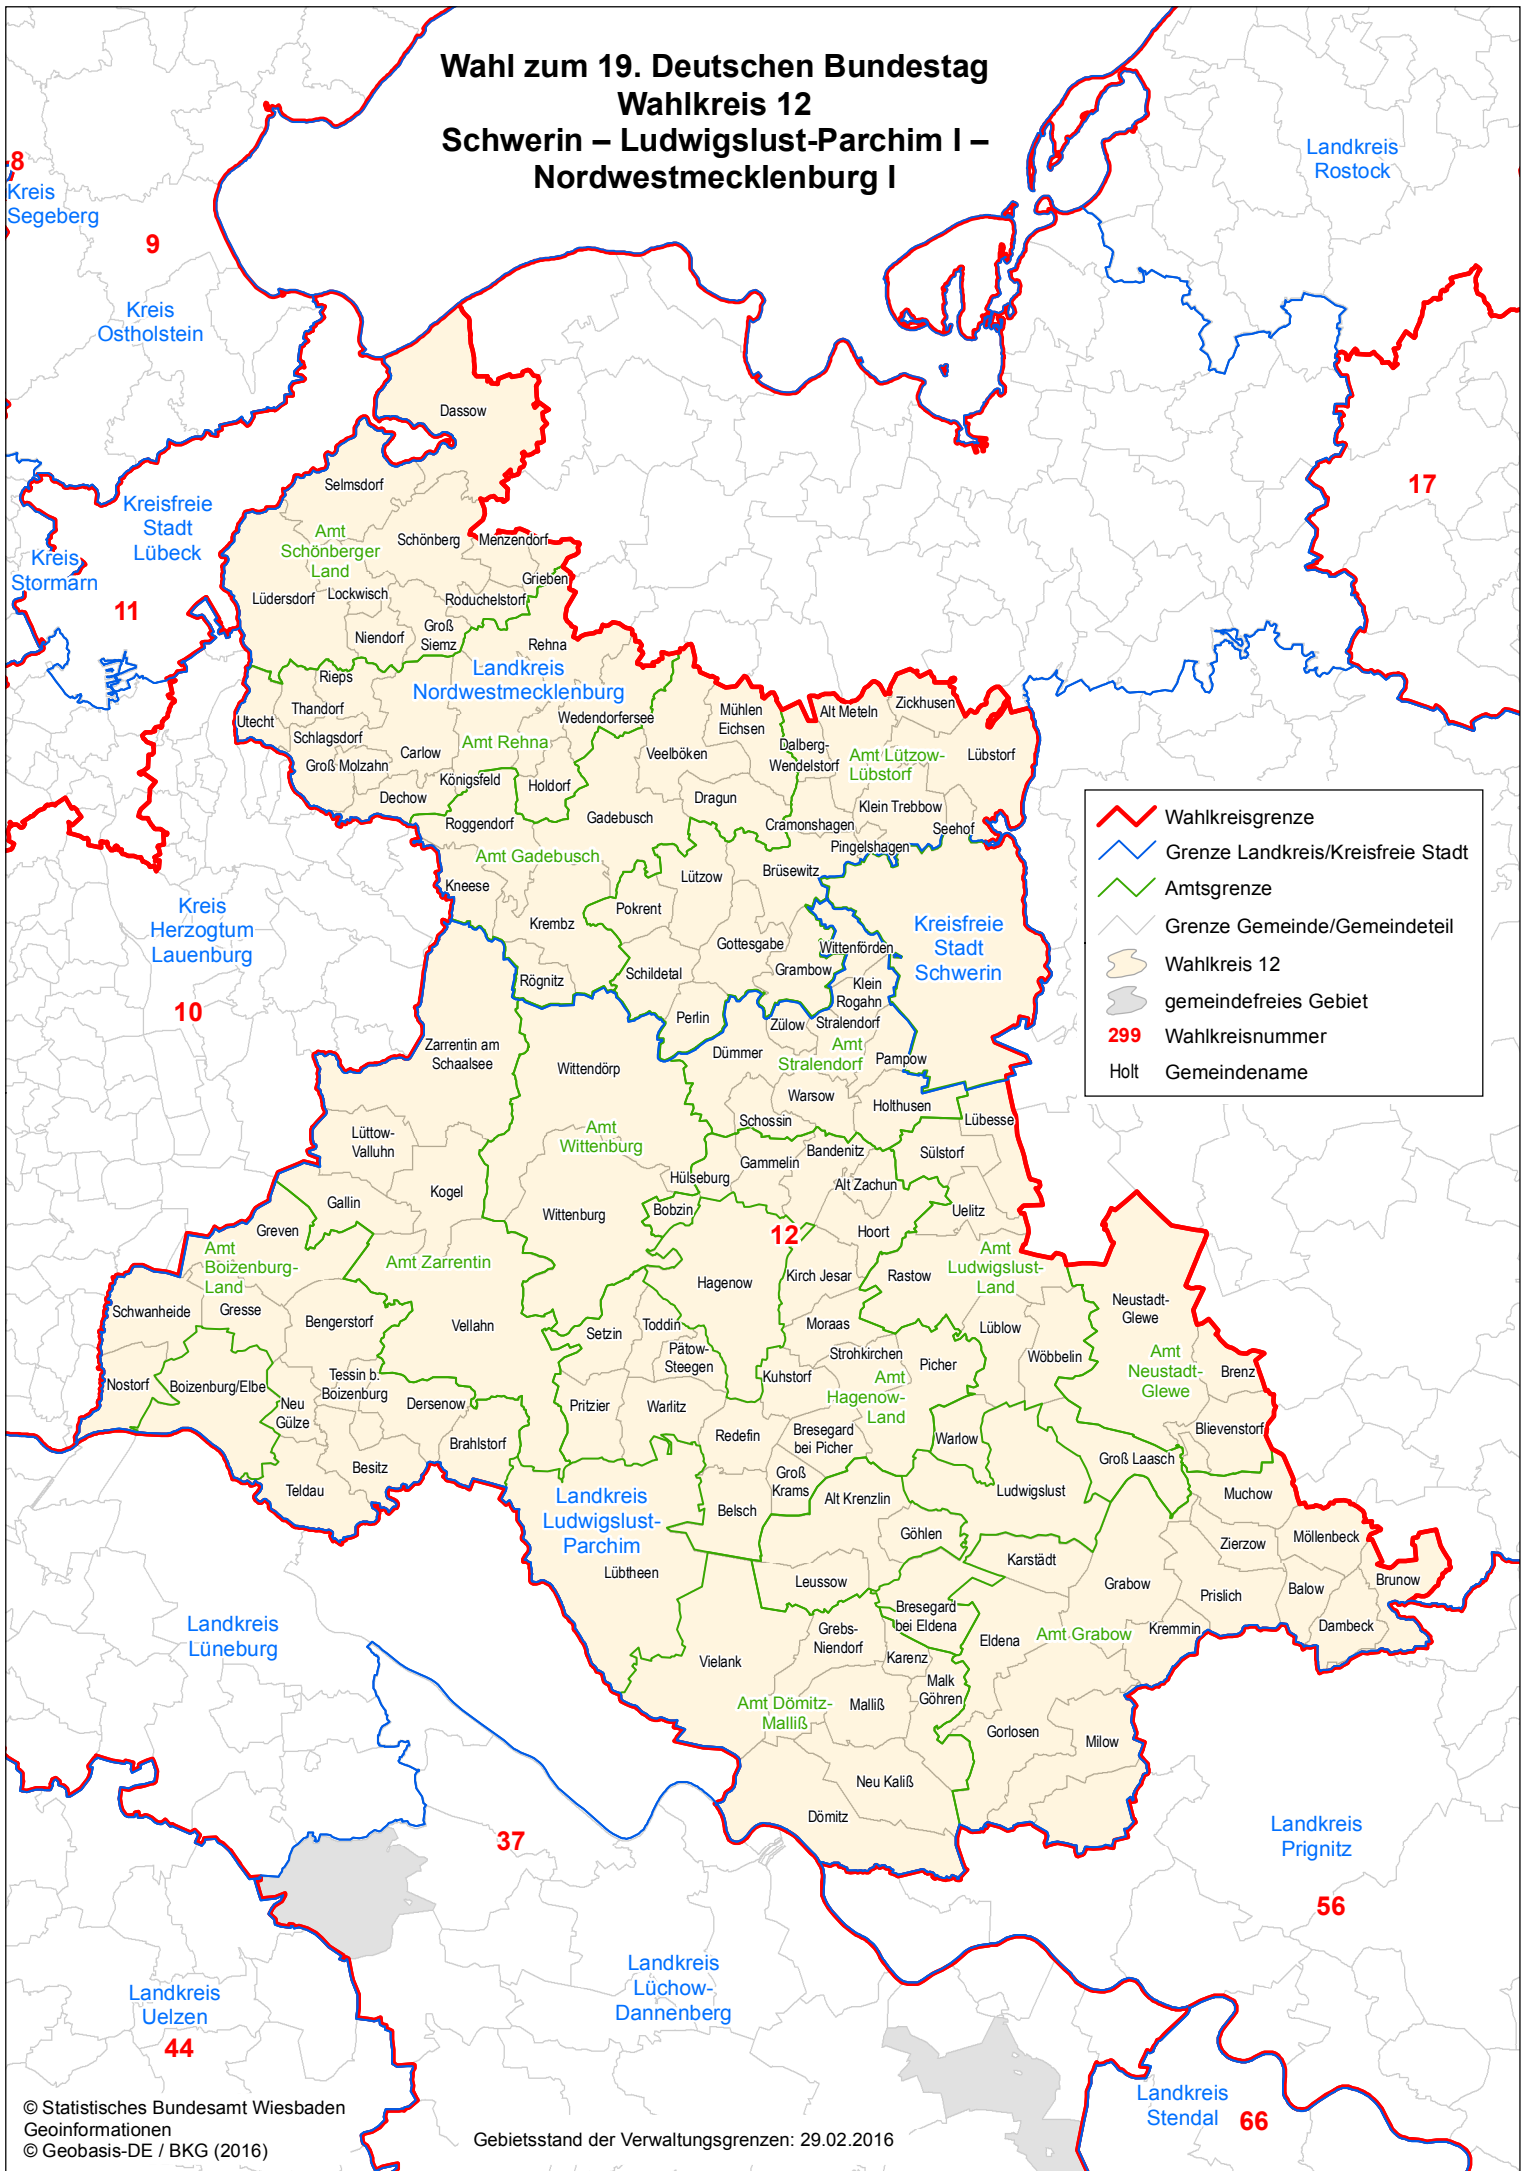 Wahl zum 19. Deutschen Bundestag
Wahlkreis 12
Schwerin – Ludwigslust-Parchim I –
Nordwestmecklenburg I
Landkreis
Rostock
8
Kreis
Segeberg
9
Kreis
Ostholstein
Dassow
17
Selmsdorf
Kreisfreie
Stadt
Lübeck
Amt
Schönberger
Land
Schönberg
Menzendorf
Kreis
Stormarn
Grieben
11
Lüdersdorf
Lockwisch
Roduchelstorf
Niendorf
Groß
Siemz
Rehna
Landkreis
Nordwestmecklenburg
Rieps
Utecht
Thandorf
Schlagsdorf
Wedendorfersee
Mühlen
Eichsen
Alt Meteln
Zickhusen
Groß Molzahn
Carlow
Amt Rehna
Veelböken
Dalberg-
Wendelstorf
Amt Lützow-
Lübstorf
Lübstorf
Königsfeld
Holdorf
Dechow
Dragun
Klein Trebbow
Roggendorf
Gadebusch
Cramonshagen
Seehof
Pingelshagen
Amt Gadebusch
Kneese
Lützow
Brüsewitz
Pokrent
Krembz
Kreisfreie
Stadt
Schwerin
Gottesgabe
Wittenförden
Grambow
Schildetal
Rögnitz
Klein
Rogahn
Perlin
Zülow
Stralendorf
Kreis
Herzogtum
Lauenburg
10
Zarrentin am
Schaalsee
Wittendörp
Dümmer
Amt
Stralendorf
Pampow
Warsow
Holthusen
Schossin
Lübesse
Wahlkreisgrenze
Grenze Landkreis/Kreisfreie Stadt
Amtsgrenze
Grenze Gemeinde/Gemeindeteil
Wahlkreis 12
gemeindefreies Gebiet
299 Wahlkreisnummer
Holt Gemeindename
Lüttow-
Valluhn
Amt
Wittenburg
Bandenitz
Sülstorf
Gammelin
Hülseburg
Alt Zachun
Kogel
Gallin
Bobzin
Wittenburg
Uelitz
Greven
12
Hoort
Amt
Boizenburg-
Land
Amt Zarrentin
Amt
Ludwigslust-
Land
Hagenow
Kirch Jesar
Rastow
Schwanheide
Gresse
Bengerstorf
Vellahn
Setzin
Toddin
Moraas
Lüblow
Neustadt-
Glewe
Pätow-
Steegen
Strohkirchen
Picher
Wöbbelin
Amt
Neustadt-
Glewe
Brenz
Nostorf
Boizenburg/Elbe
Tessin b.
Boizenburg
Kuhstorf
Amt
Hagenow-
Land
Neu
Gülze
Dersenow
Pritzier
Warlitz
Blievenstorf
Brahlstorf
Redefin
Bresegard
bei Picher
Warlow
Groß Laasch
Besitz
Teldau
Groß
Krams
Ludwigslust
Muchow
Landkreis
Ludwigslust-
Parchim
Alt Krenzlin
Belsch
Göhlen
Zierzow
Möllenbeck
Karstädt
Lübtheen
Leussow
Grabow
Prislich
Balow
Brunow
Bresegard
bei Eldena
Dambeck
Grebs-
Niendorf
Eldena
Amt Grabow
Kremmin
Landkreis
Lüneburg
Vielank
Karenz
Malk
Göhren
Amt Dömitz-
Malliß
Malliß
Gorlosen
Milow
Neu Kaliß
Dömitz
37
Landkreis
Prignitz
56
Landkreis
Lüchow-
Dannenberg
Landkreis
Uelzen
44
Landkreis
Stendal 66
© Statistisches Bundesamt Wiesbaden
Geoinformationen
© Geobasis-DE / BKG (2016)
Gebietsstand der Verwaltungsgrenzen: 29.02.2016